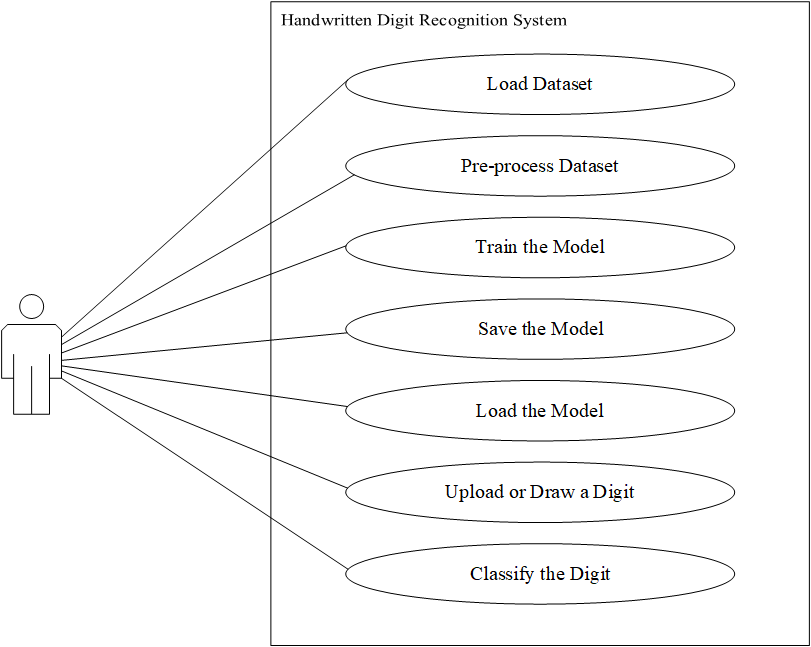 Handwritten Digit Recognition System
Load Dataset
Pre-process Dataset
Train the Model
Save the Model
Load the Model
Upload or Draw a Digit
Classify the Digit